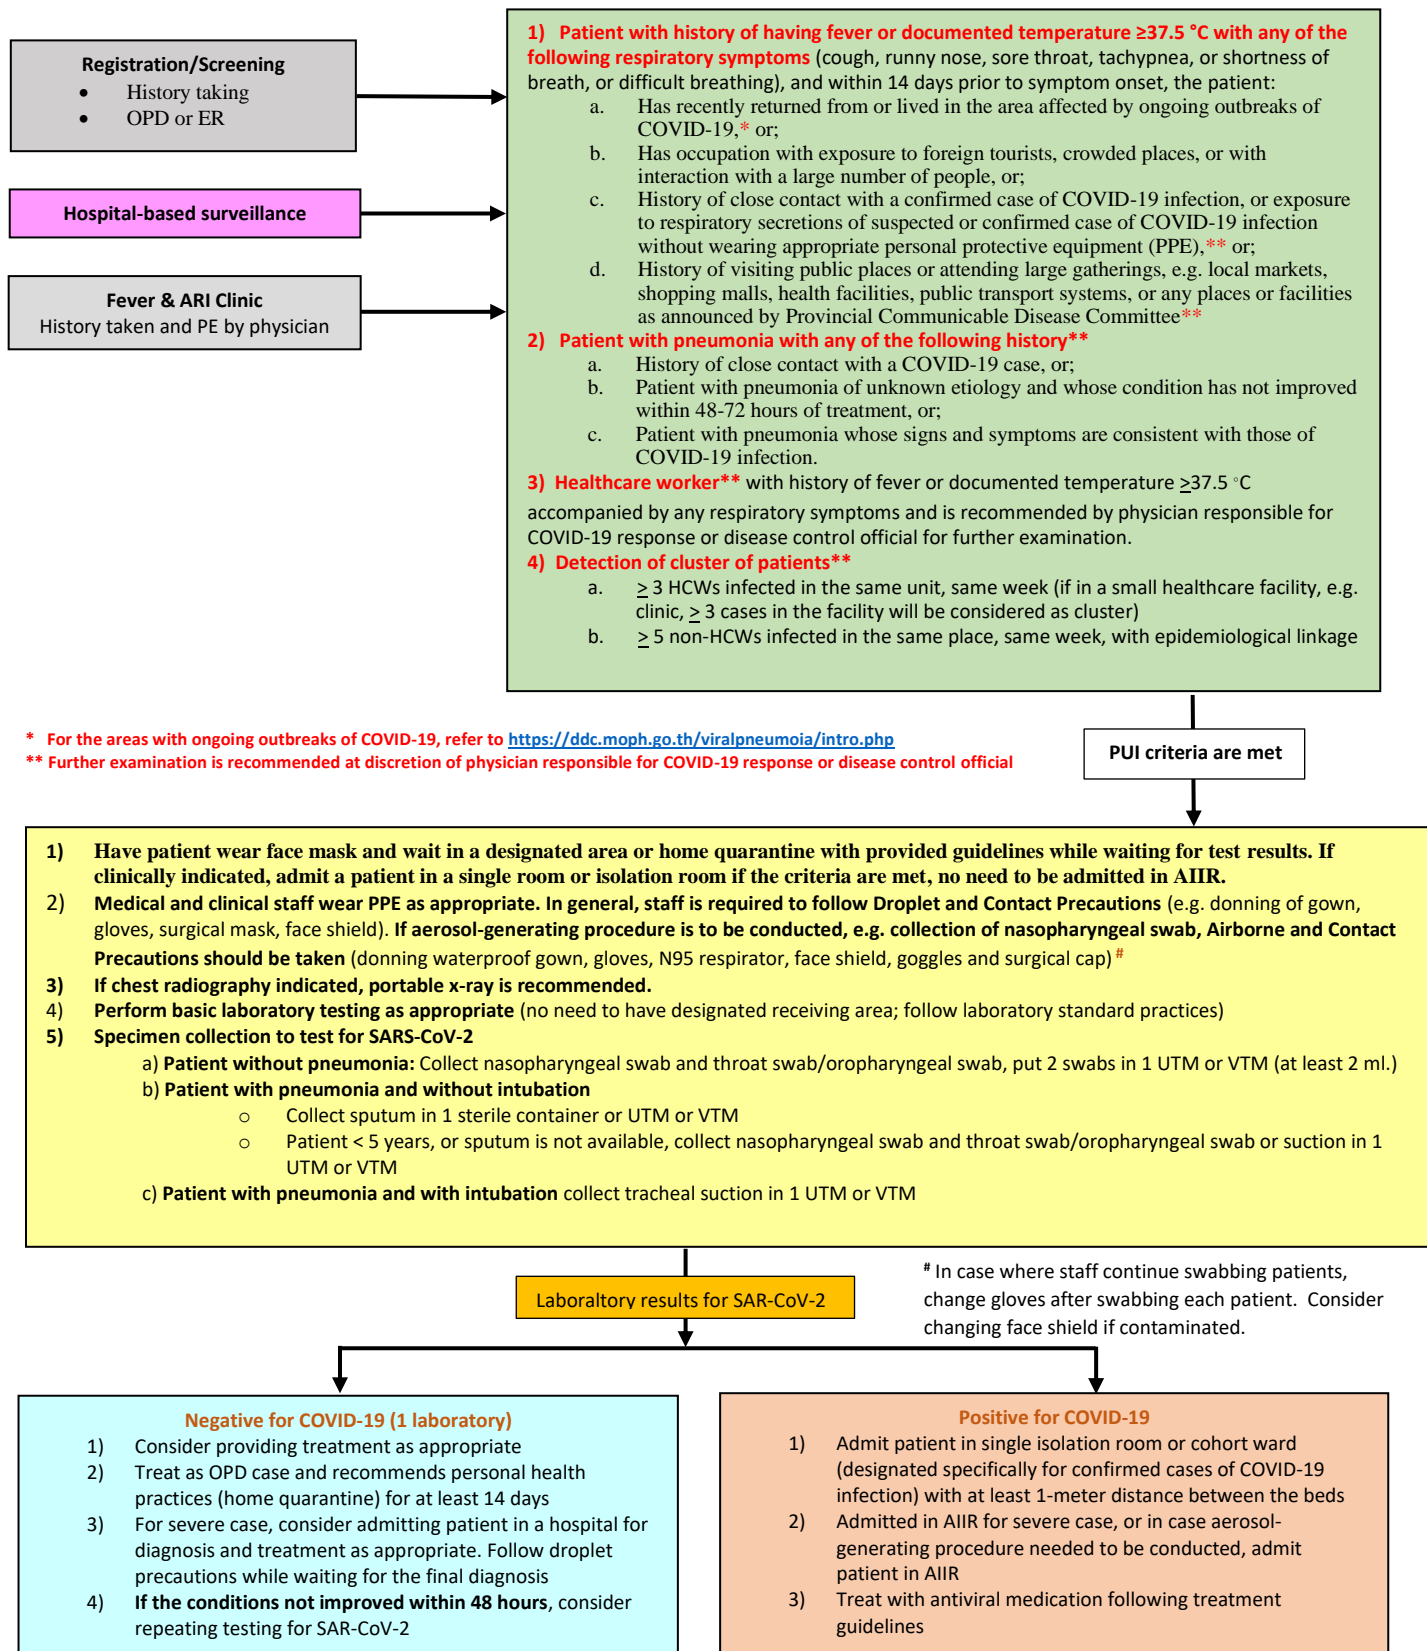 Registration/Screening
• History taking
• OPD or ER
Hospital-based surveillance
Fever & ARI Clinic
History taken and PE by physician
1) Patient with history of having fever or documented temperature ≥37.5 °C with any of the
following respiratory symptoms (cough, runny nose, sore throat, tachypnea, or shortness of
breath, or difficult breathing), and within 14 days prior to symptom onset, the patient:
a. Has recently returned from or lived in the area affected by ongoing outbreaks of
COVID-19,* or;
b. Has occupation with exposure to foreign tourists, crowded places, or with
interaction with a large number of people, or;
c. History of close contact with a confirmed case of COVID-19 infection, or exposure
to respiratory secretions of suspected or confirmed case of COVID-19 infection
without wearing appropriate personal protective equipment (PPE),** or;
d. History of visiting public places or attending large gatherings, e.g. local markets,
shopping malls, health facilities, public transport systems, or any places or facilities
as announced by Provincial Communicable Disease Committee**
2) Patient with pneumonia with any of the following history**
a. History of close contact with a COVID-19 case, or;
b. Patient with pneumonia of unknown etiology and whose condition has not improved
within 48-72 hours of treatment, or;
c. Patient with pneumonia whose signs and symptoms are consistent with those of
COVID-19 infection.
3) Healthcare worker** with history of fever or documented temperature ≥37.5 °C
accompanied by any respiratory symptoms and is recommended by physician responsible for
COVID-19 response or disease control official for further examination.
4) Detection of cluster of patients**
a. ≥ 3 HCWs infected in the same unit, same week (if in a small healthcare facility, e.g.
clinic, ≥ 3 cases in the facility will be considered as cluster)
b. ≥ 5 non-HCWs infected in the same place, same week, with epidemiological linkage
* For the areas with ongoing outbreaks of COVID-19, refer to https://ddc.moph.go.th/viralpneumoia/intro.php
** Further examination is recommended at discretion of physician responsible for COVID-19 response or disease control official
PUI criteria are met
1) Have patient wear face mask and wait in a designated area or home quarantine with provided guidelines while waiting for test results. If
clinically indicated, admit a patient in a single room or isolation room if the criteria are met, no need to be admitted in AIIR.
2) Medical and clinical staff wear PPE as appropriate. In general, staff is required to follow Droplet and Contact Precautions (e.g. donning of gown,
gloves, surgical mask, face shield). If aerosol-generating procedure is to be conducted, e.g. collection of nasopharyngeal swab, Airborne and Contact
Precautions should be taken (donning waterproof gown, gloves, N95 respirator, face shield, goggles and surgical cap) #
3) If chest radiography indicated, portable x-ray is recommended.
4) Perform basic laboratory testing as appropriate (no need to have designated receiving area; follow laboratory standard practices)
5) Specimen collection to test for SARS-CoV-2
a) Patient without pneumonia: Collect nasopharyngeal swab and throat swab/oropharyngeal swab, put 2 swabs in 1 UTM or VTM (at least 2 ml.)
b) Patient with pneumonia and without intubation
o Collect sputum in 1 sterile container or UTM or VTM
o Patient < 5 years, or sputum is not available, collect nasopharyngeal swab and throat swab/oropharyngeal swab or suction in 1
UTM or VTM
c) Patient with pneumonia and with intubation collect tracheal suction in 1 UTM or VTM
Laboraltory results for SAR-CoV-2
# In case where staff continue swabbing patients,
change gloves after swabbing each patient. Consider
changing face shield if contaminated.
Negative for COVID-19 (1 laboratory)
1) Consider providing treatment as appropriate
2) Treat as OPD case and recommends personal health
practices (home quarantine) for at least 14 days
3) For severe case, consider admitting patient in a hospital for
diagnosis and treatment as appropriate. Follow droplet
precautions while waiting for the final diagnosis
4) If the conditions not improved within 48 hours, consider
repeating testing for SAR-CoV-2
Positive for COVID-19
1) Admit patient in single isolation room or cohort ward
(designated specifically for confirmed cases of COVID-19
infection) with at least 1-meter distance between the beds
2) Admitted in AIIR for severe case, or in case aerosol-
generating procedure needed to be conducted, admit
patient in AIIR
3) Treat with antiviral medication following treatment
guidelines